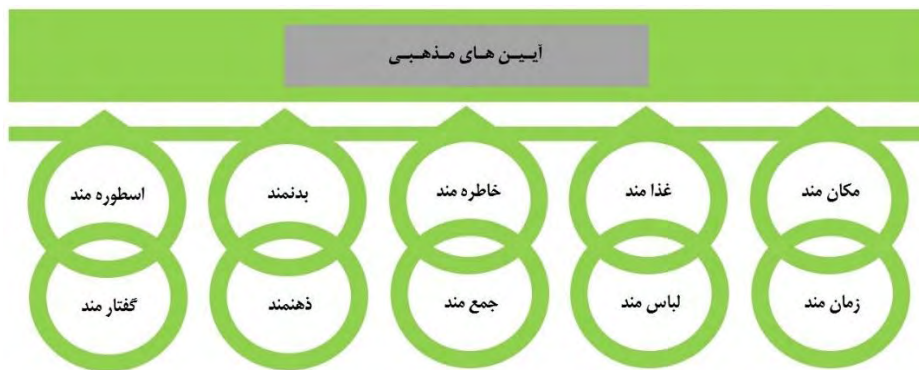 آیین های مذهبی
مکان مند
غذا مند
خاطره مند
بدنمند
اسطوره مند
زمان مند
لباس مند
جمع مند
ذهنمند
گفتار مند